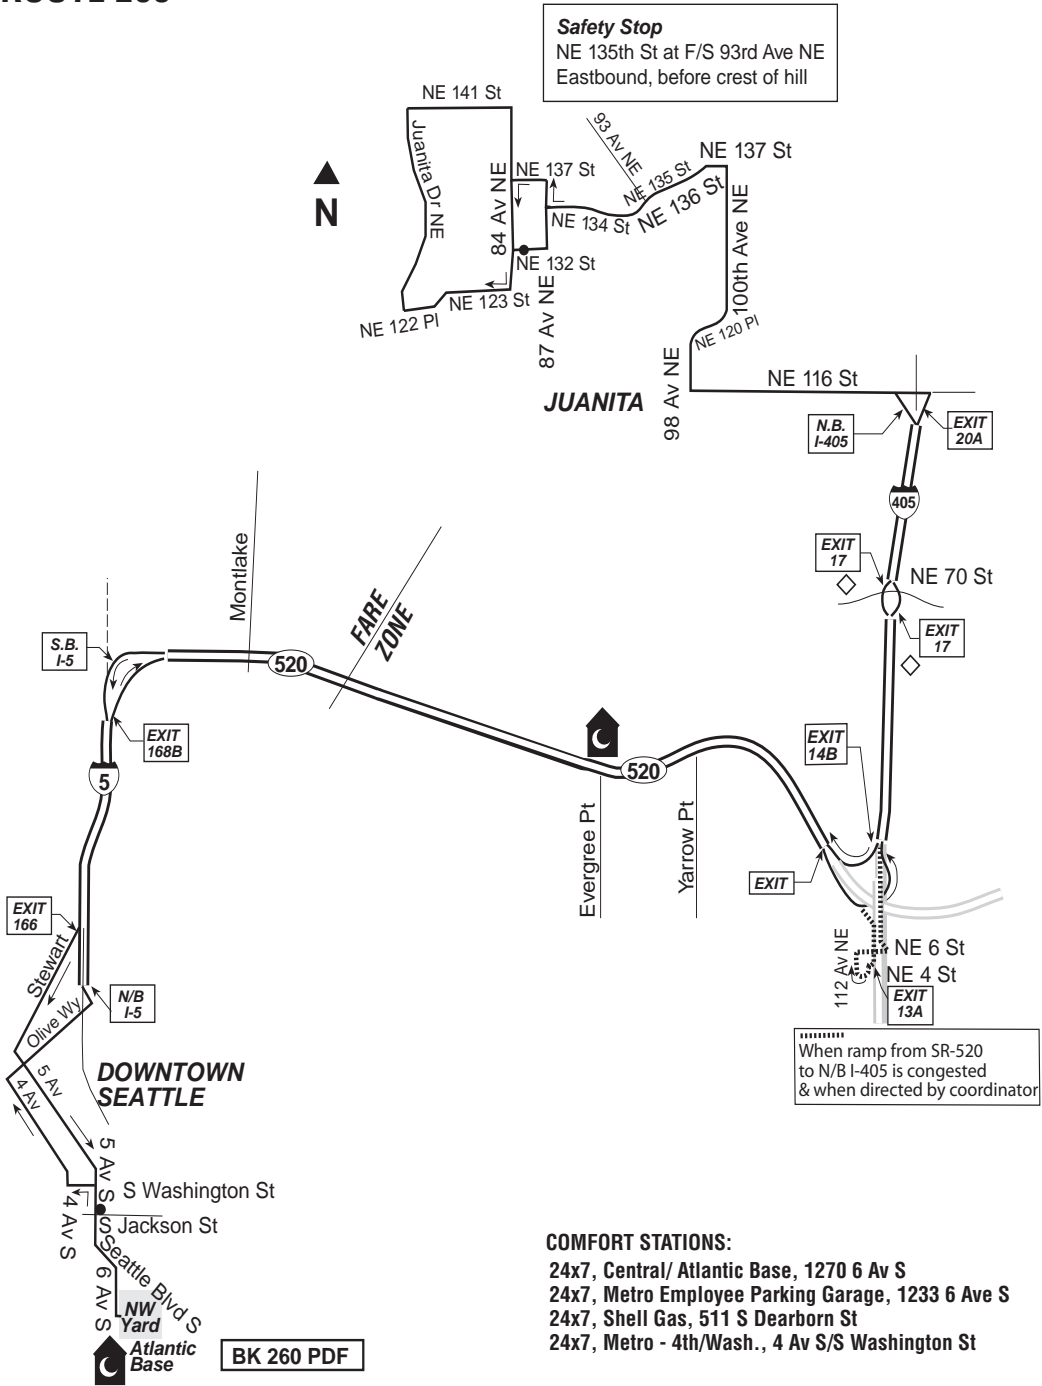 Safety Stop
NE 135th St at F/S 93rd Ave NE
Eastbound, before crest of hill
NE 141 St
Juanita Dr NE
84 Av NE
NE 137 St
93 Av NE
NE 135 St
NE 137 St
NE 136 St
NE 134 St
N
NE 132 St
NE 123 St
NE 122 Pl
87 Av NE
100th Ave NE
NE 120 Pl
98 Av NE
NE 116 St
JUANITA
N.B.
I-405
EXIT
20A
405
EXIT
17
NE 70 St
EXIT
17
Montlake
FARE
ZONE
S.B.
I-5
520
EXIT
168B
5
520
EXIT
14B
Evergree Pt
Yarrow Pt
EXIT
EXIT
166
Stewart
Olive Wy
N/B
I-5
112 Av NE
NE 6 St
NE 4 St
EXIT
13A
When ramp from SR-520
to N/B I-405 is congested
& when directed by coordinator
DOWNTOWN
SEATTLE
5 Av
4 Av
5 Av S
4 Av S
S Washington St
S Jackson St
Seattle Blvd S
6 Av S
NW
Yard
Atlantic
Base
BK 260 PDF
COMFORT STATIONS:
24x7, Central/ Atlantic Base, 1270 6 Av S
24x7, Metro Employee Parking Garage, 1233 6 Ave S
24x7, Shell Gas, 511 S Dearborn St
24x7, Metro - 4th/Wash., 4 Av S/S Washington St